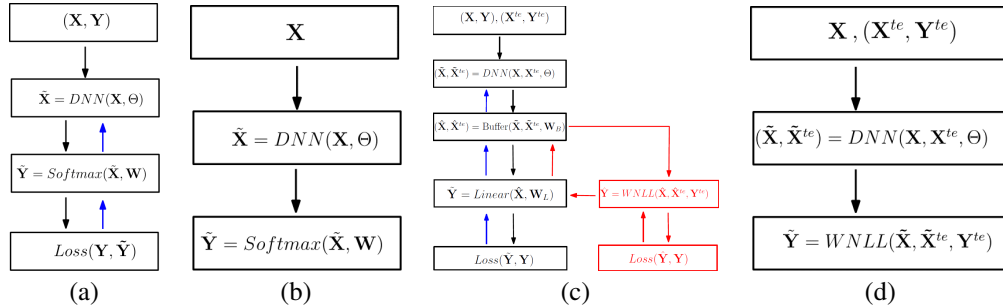 (X, Y)
X̃ = DNN(X, Θ)
Ỹ = Softmax(X̃, W)
Loss(Y, Ỹ)
(a)
X
X̃ = DNN(X, Θ)
Ỹ = Softmax(X̃, W)
(b)
(X, Y), (X^{te}, Y^{te})
(X̃, X̃^{te}) = DNN(X, X^{te}, Θ)
(X̂, X̂^{te}) = Buffer(X̃, X̃^{te}, W_B)
Ỹ = Linear(X̂, W_L)
Ŷ = WNLL(X̂, X̂^{te}, Y^{te})
Loss(Ỹ, Y)
Loss(Ŷ, Y)
(c)
X , (X^{te}, Y^{te})
(X̃, X̃^{te}) = DNN(X, X^{te}, Θ)
Ỹ = WNLL(X̃, X̃^{te}, Y^{te})
(d)